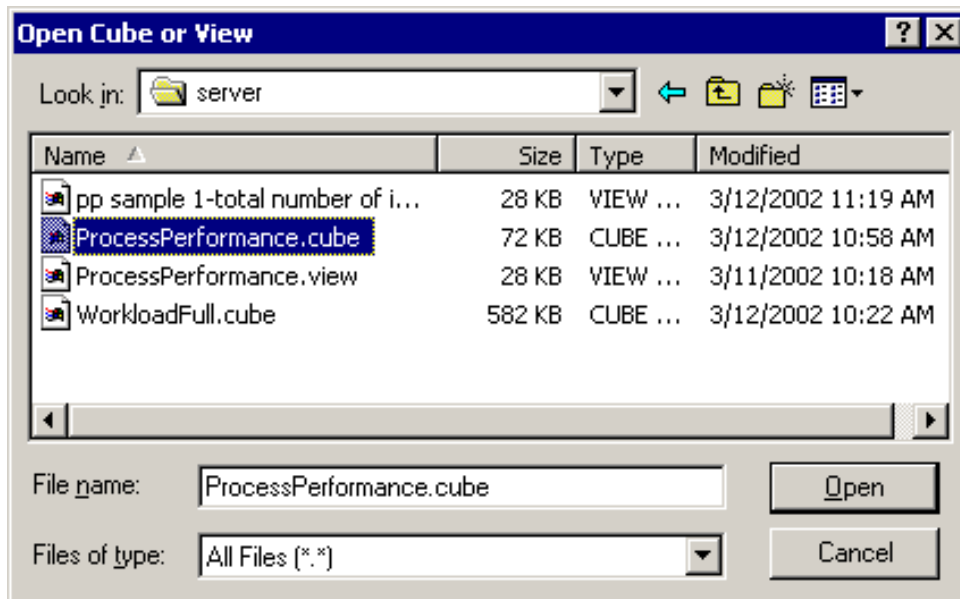 Open Cube or View
Look in: server
Name Size Type Modified
pp sample 1-total number of i... 28 KB VIEW ... 3/12/2002 11:19 AM
ProcessPerformance.cube 72 KB CUBE ... 3/12/2002 10:58 AM
ProcessPerformance.view 28 KB VIEW ... 3/11/2002 10:18 AM
WorkloadFull.cube 582 KB CUBE ... 3/12/2002 10:22 AM
File name: ProcessPerformance.cube Open
Files of type: All Files (*.*) Cancel